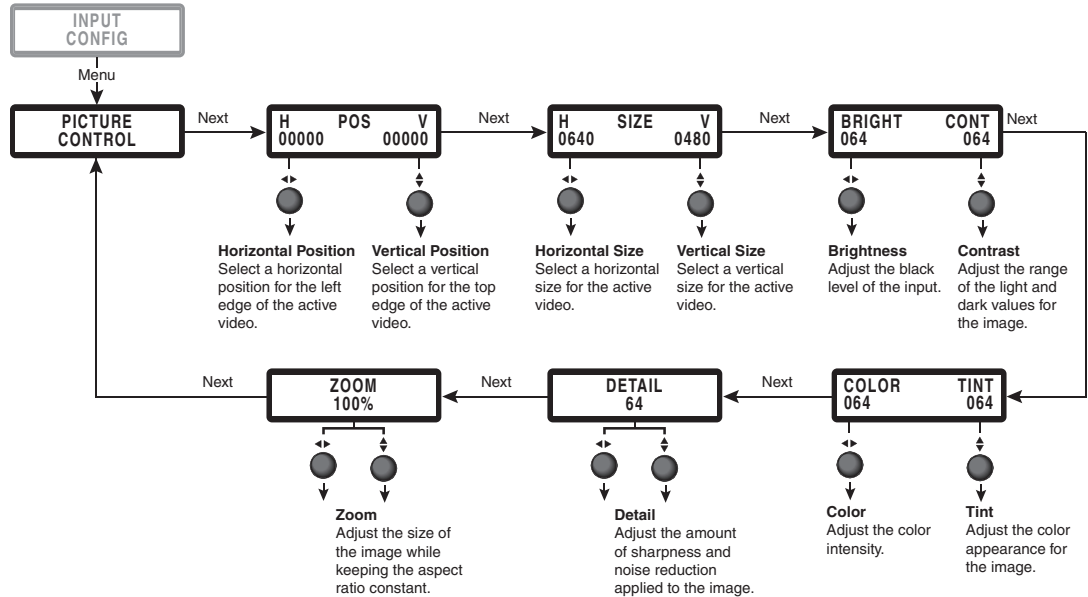 INPUT
CONFIG
Menu
PICTURE
CONTROL
Next
H POS V
00000 00000
Next
H SIZE V
0640 0480
Next
BRIGHT CONT
064 064
Next
Horizontal Position
Select a horizontal
position for the left
edge of the active
video.
Vertical Position
Select a vertical
position for the top
edge of the active
video.
Horizontal Size
Select a horizontal
size for the active
video.
Vertical Size
Select a vertical
size for the active
video.
Brightness
Adjust the black
level of the input.
Contrast
Adjust the range
of the light and
dark values for
the image.
Next
ZOOM
100%
Next
DETAIL
64
Next
COLOR TINT
064 064
Zoom
Adjust the size of
the image while
keeping the aspect
ratio constant.
Detail
Adjust the amount
of sharpness and
noise reduction
applied to the image.
Color
Adjust the color
intensity.
Tint
Adjust the color
appearance for
the image.